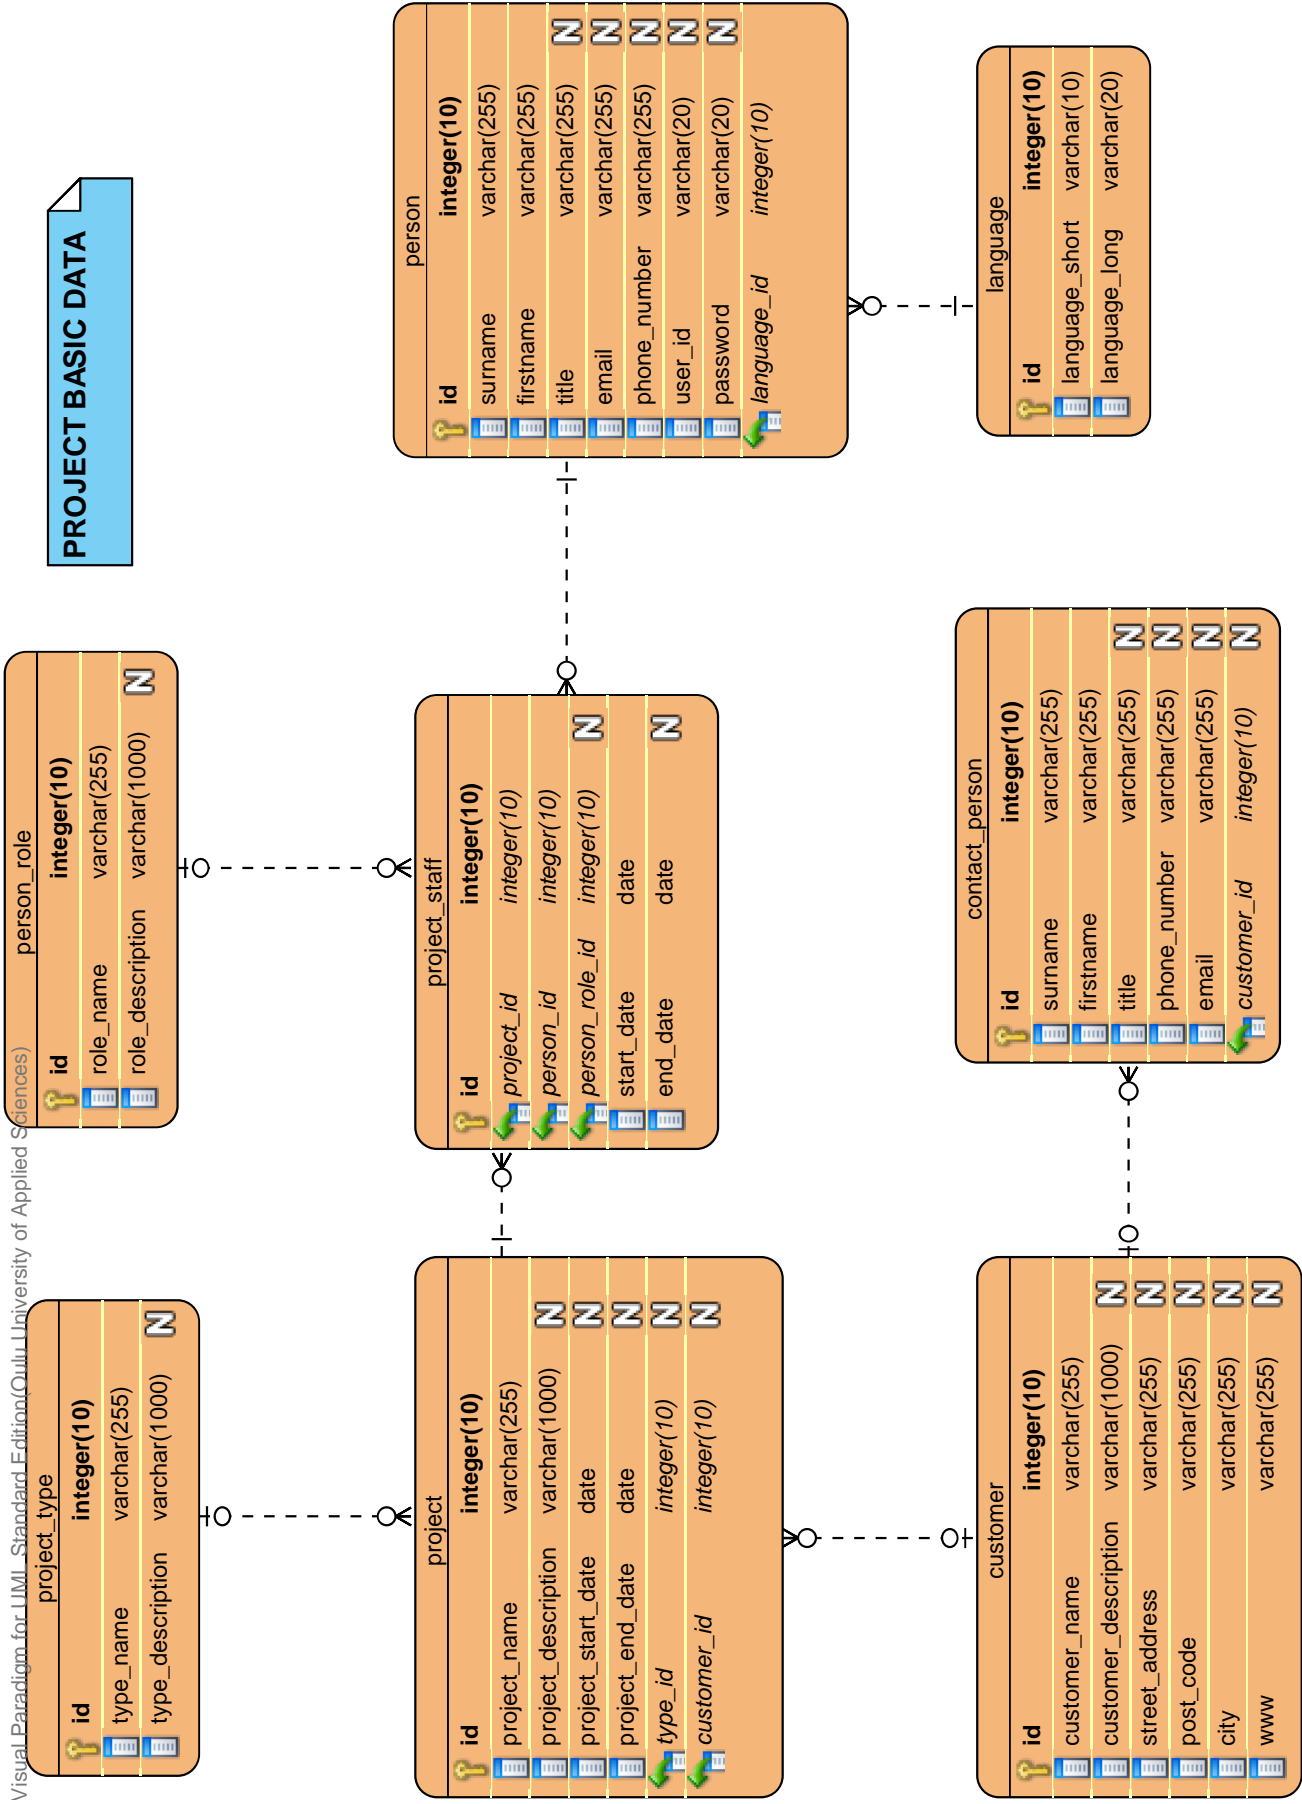 Visual Paradigm for UML Standard Edition(Oulu University of Applied Sciences)
project_type
id integer(10)
type_name varchar(255)
type_description varchar(1000) N
person_role
id integer(10)
role_name varchar(255)
role_description varchar(1000) N
PROJECT BASIC DATA
project
id integer(10)
project_name varchar(255)
project_description varchar(1000) N
project_start_date date N
project_end_date date N
type_id integer(10) N
customer_id integer(10) N
project_staff
id integer(10)
project_id integer(10)
person_id integer(10)
person_role_id integer(10) N
start_date date
end_date date N
person
id integer(10)
surname varchar(255)
firstname varchar(255)
title varchar(255) N
email varchar(255) N
phone_number varchar(255) N
user_id varchar(20) N
password varchar(20) N
language_id integer(10)
customer
id integer(10)
customer_name varchar(255)
customer_description varchar(1000) N
street_address varchar(255) N
post_code varchar(255) N
city varchar(255) N
www varchar(255) N
contact_person
id integer(10)
surname varchar(255)
firstname varchar(255)
title varchar(255) N
phone_number varchar(255) N
email varchar(255) N
customer_id integer(10) N
language
id integer(10)
language_short varchar(10)
language_long varchar(20)